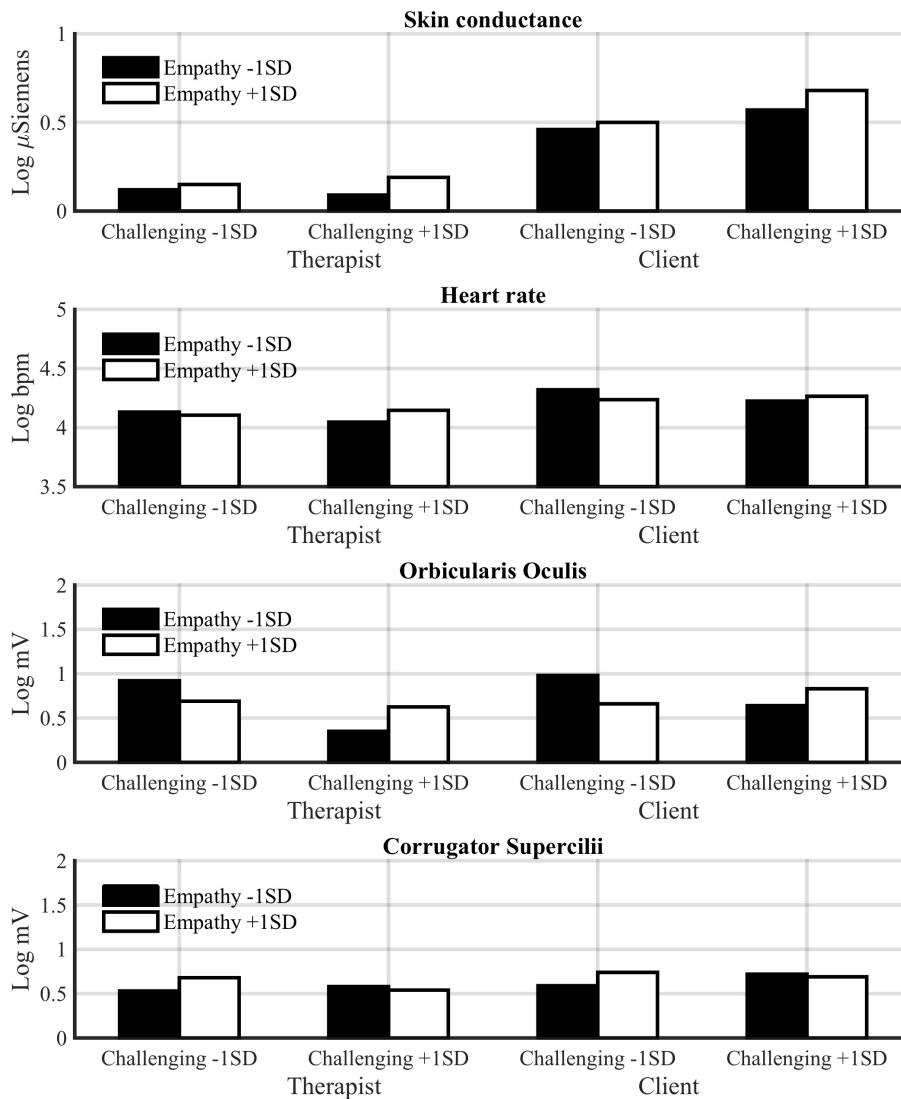 Skin conductance
Log μSiemens
1
0.5
0
Empathy -1SD
Empathy +1SD
Challenging -1SD Challenging +1SD Challenging -1SD Challenging +1SD
Therapist Client
Heart rate
Log bpm
5
4.5
4
3.5
Empathy -1SD
Empathy +1SD
Challenging -1SD Challenging +1SD Challenging -1SD Challenging +1SD
Therapist Client
Orbicularis Oculis
Log mV
2
1.5
1
0.5
0
Empathy -1SD
Empathy +1SD
Challenging -1SD Challenging +1SD Challenging -1SD Challenging +1SD
Therapist Client
Corrugator Supercilii
Log mV
2
1.5
1
0.5
0
Empathy -1SD
Empathy +1SD
Challenging -1SD Challenging +1SD Challenging -1SD Challenging +1SD
Therapist Client